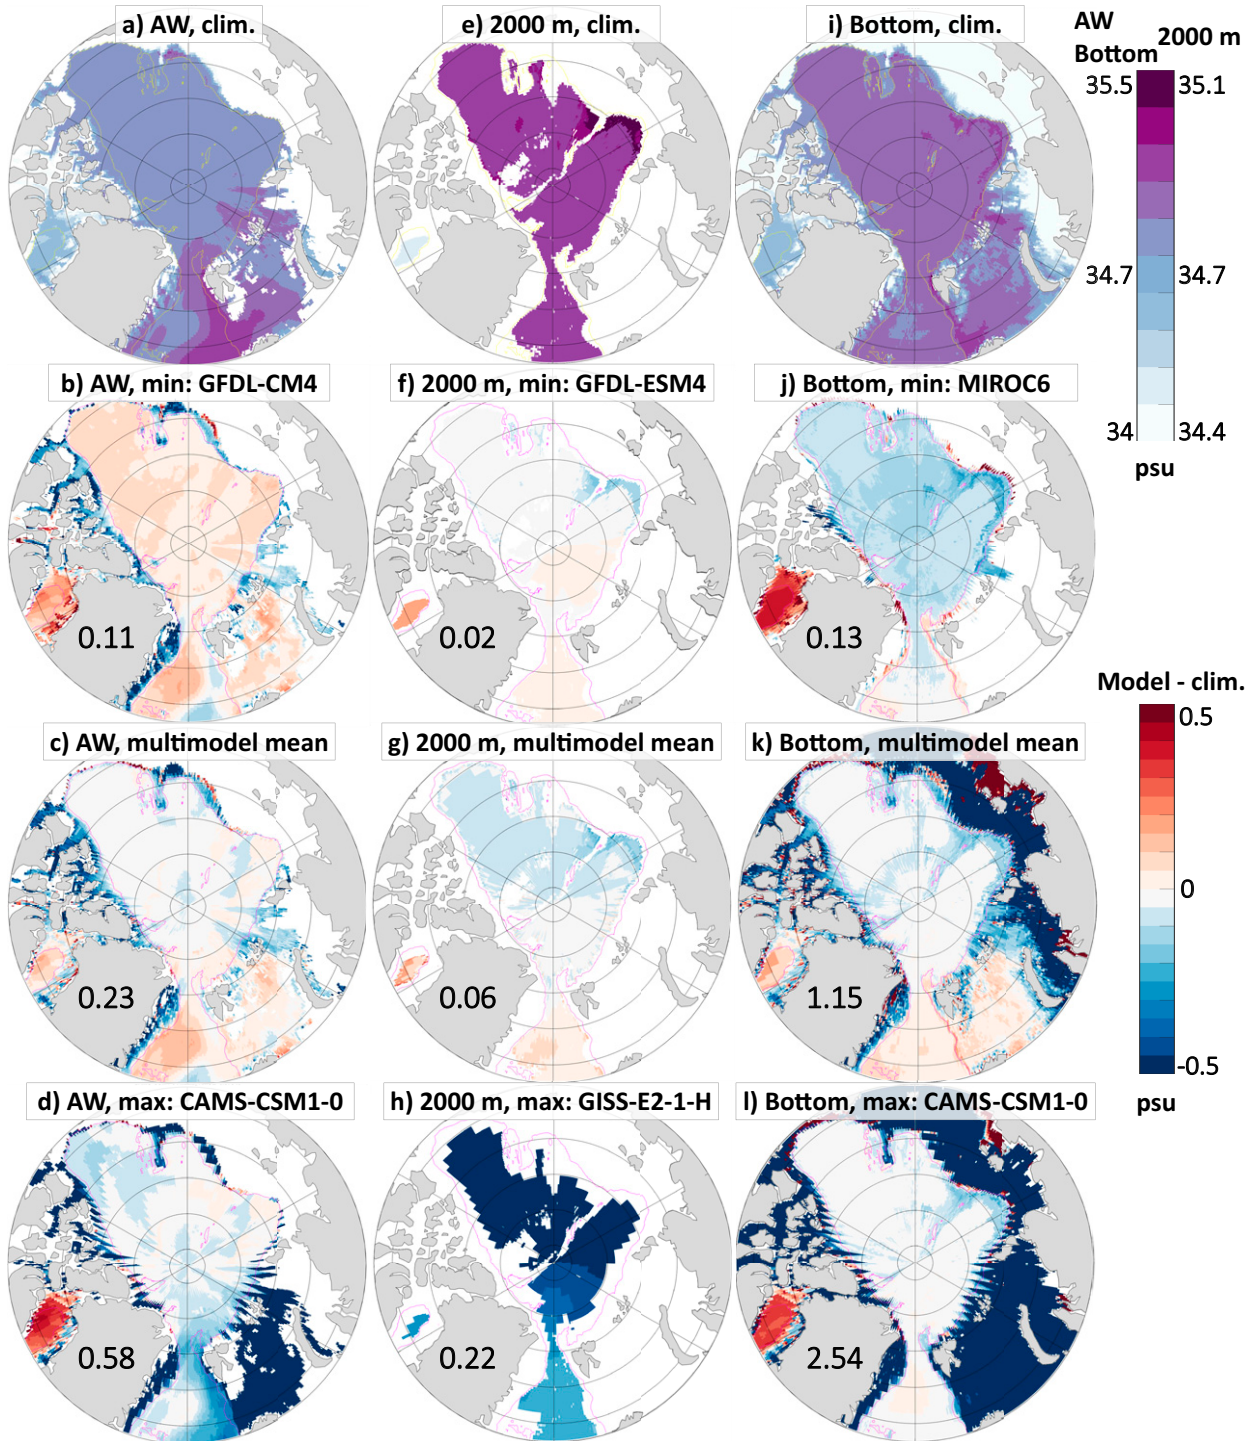 a) AW, clim.
e) 2000 m, clim.
i) Bottom, clim.
AW
Bottom
2000 m
35.5
35.1
34.7
34.7
34
34.4
psu
b) AW, min: GFDL-CM4
f) 2000 m, min: GFDL-ESM4
j) Bottom, min: MIROC6
0.11
0.02
0.13
Model - clim.
0.5
0
-0.5
psu
c) AW, multimodel mean
g) 2000 m, multimodel mean
k) Bottom, multimodel mean
0.23
0.06
1.15
d) AW, max: CAMS-CSM1-0
h) 2000 m, max: GISS-E2-1-H
l) Bottom, max: CAMS-CSM1-0
0.58
0.22
2.54